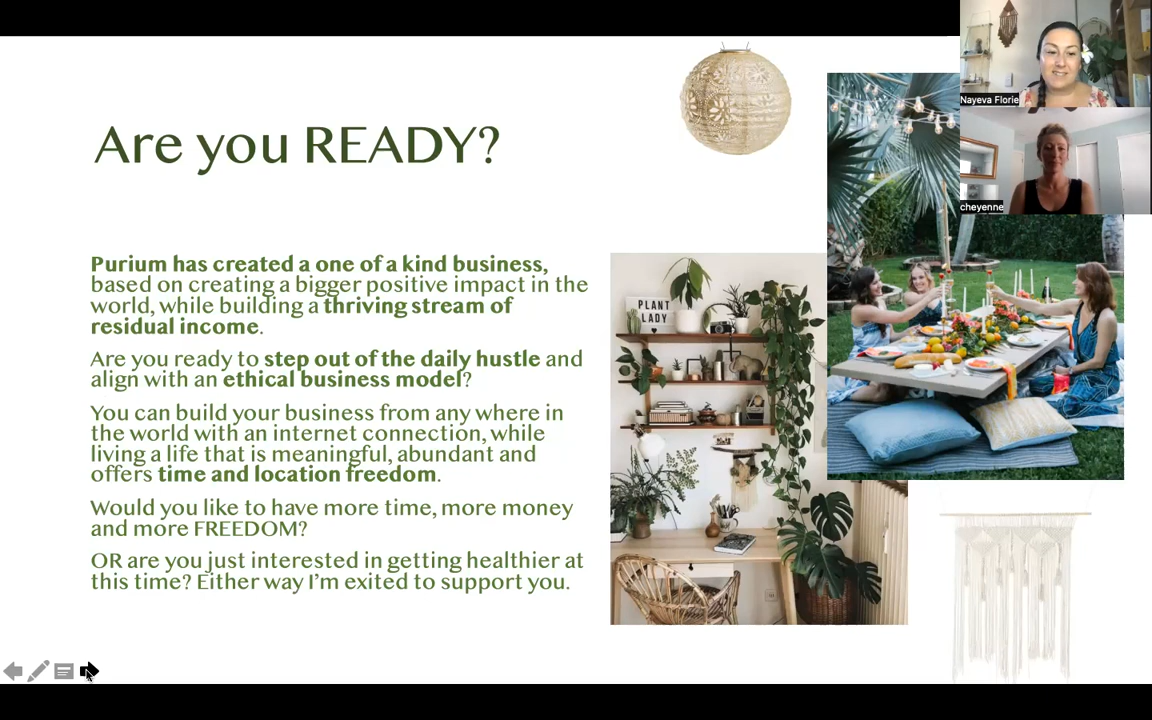 Are you READY?
Purium has created a one of a kind business,
based on creating a bigger positive impact in the
world, while building a thriving stream of
residual income.
Are you ready to step out of the daily hustle and
align with an ethical business model?
You can build your business from any where in
the world with an internet connection, while
living a life that is meaningful, abundant and
offers time and location freedom.
Would you like to have more time, more money
and more FREEDOM?
OR are you just interested in getting healthier at
this time? Either way I'm exited to support you.
PLANT
LADY
Nayeva Florie
cheyenne